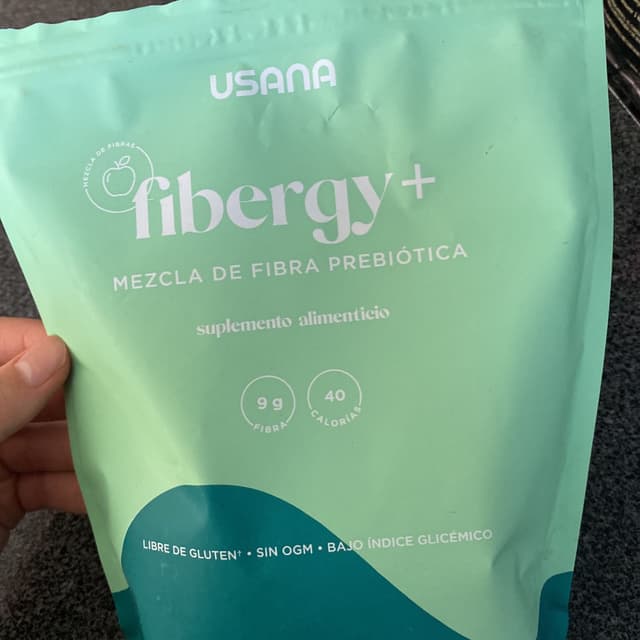 USANA
MEZCLA DE FIBRAS
fibergy+
MEZCLA DE FIBRA PREBIÓTICA
suplemento alimenticio
9 g
FIBRA
40
CALORÍAS
LIBRE DE GLUTEN† • SIN OGM • BAJO ÍNDICE GLICÉMICO